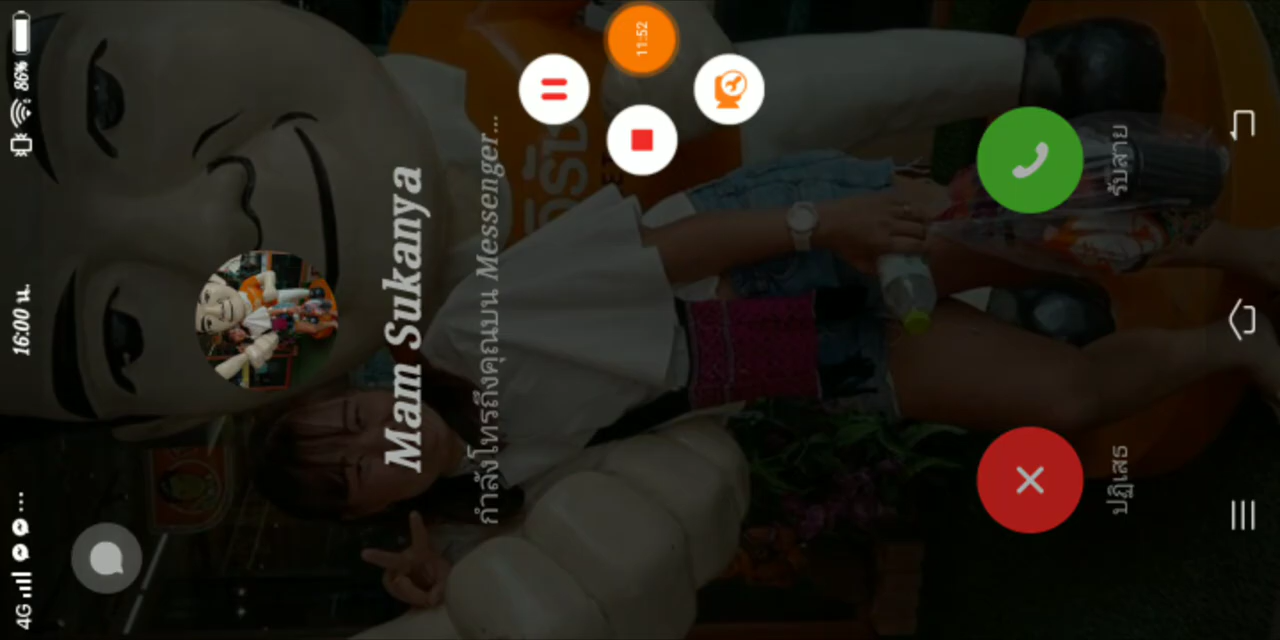 4G 16:00 น. 86%
11:52
Mam Sukanya
กำลังโทรถึงคุณบน Messenger...
ปฏิเสธ
รับสาย